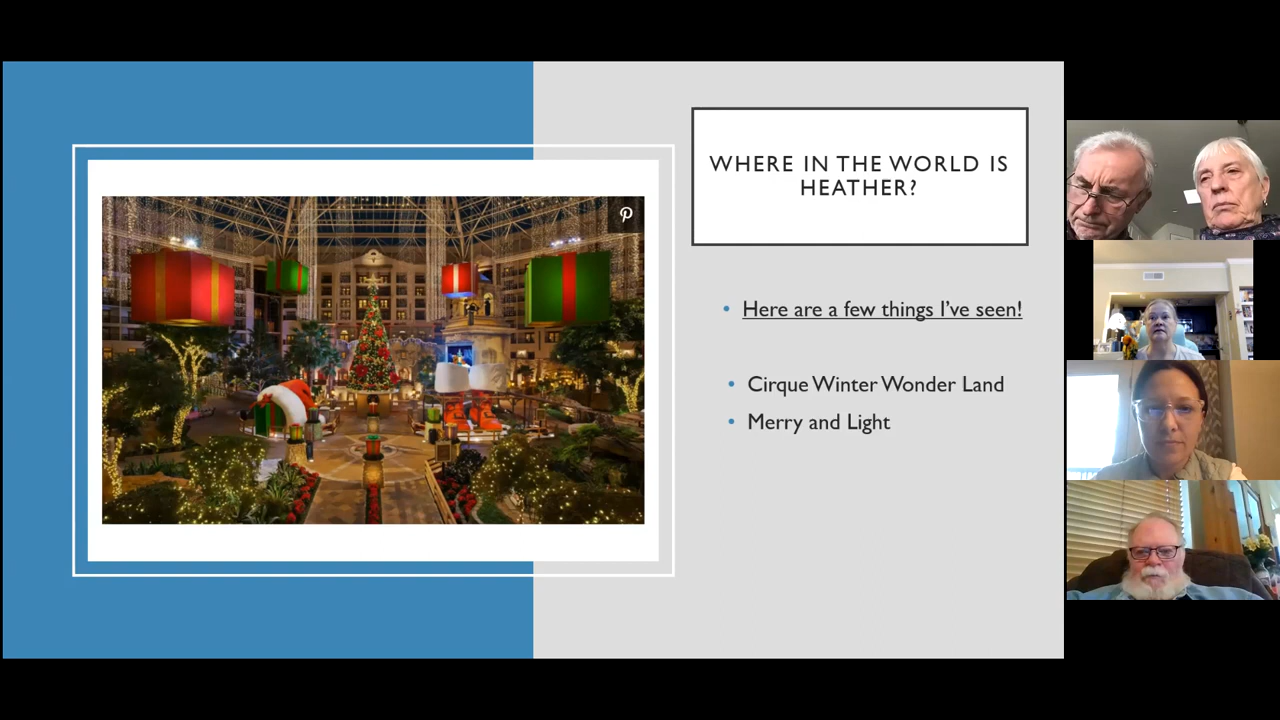 WHERE IN THE WORLD IS
HEATHER?
Here are a few things I've seen!
Cirque Winter Wonder Land
Merry and Light